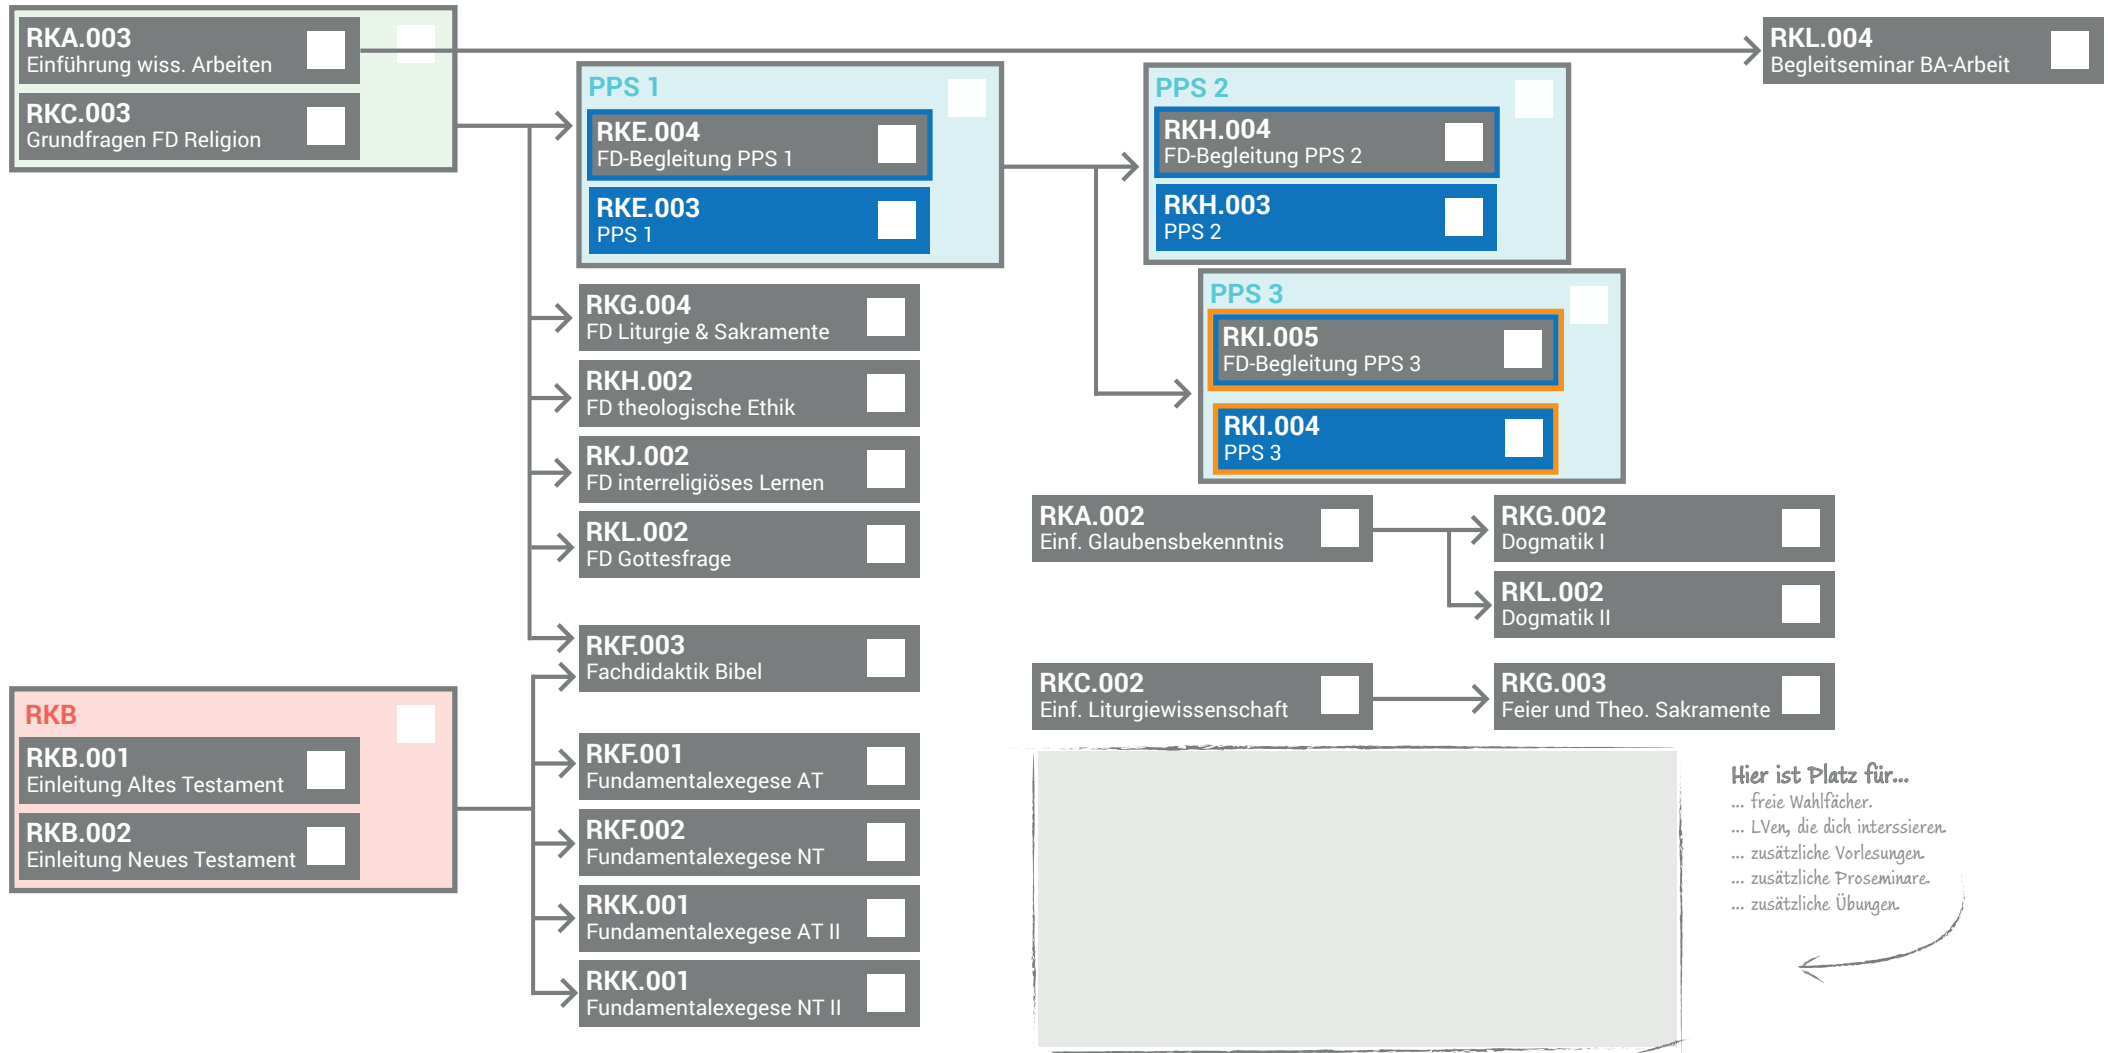 RKA.003
Einführung wiss. Arbeiten
RKC.003
Grundfragen FD Religion
RKL.004
Begleitseminar BA-Arbeit
PPS 1
RKE.004
FD-Begleitung PPS 1
RKE.003
PPS 1
PPS 2
RKH.004
FD-Begleitung PPS 2
RKH.003
PPS 2
PPS 3
RKI.005
FD-Begleitung PPS 3
RKI.004
PPS 3
RKG.004
FD Liturgie & Sakramente
RKH.002
FD theologische Ethik
RKJ.002
FD interreligiöses Lernen
RKL.002
FD Gottesfrage
RKF.003
Fachdidaktik Bibel
RKA.002
Einf. Glaubensbekenntnis
RKG.002
Dogmatik I
RKL.002
Dogmatik II
RKC.002
Einf. Liturgiewissenschaft
RKG.003
Feier und Theo. Sakramente
RKB
RKB.001
Einleitung Altes Testament
RKB.002
Einleitung Neues Testament
RKF.001
Fundamentalexegese AT
RKF.002
Fundamentalexegese NT
RKK.001
Fundamentalexegese AT II
RKK.001
Fundamentalexegese NT II
Hier ist Platz für...
... freie Wahlfächer.
... LVen, die dich interssieren.
... zusätzliche Vorlesungen.
... zusätzliche Proseminare.
... zusätzliche Übungen.